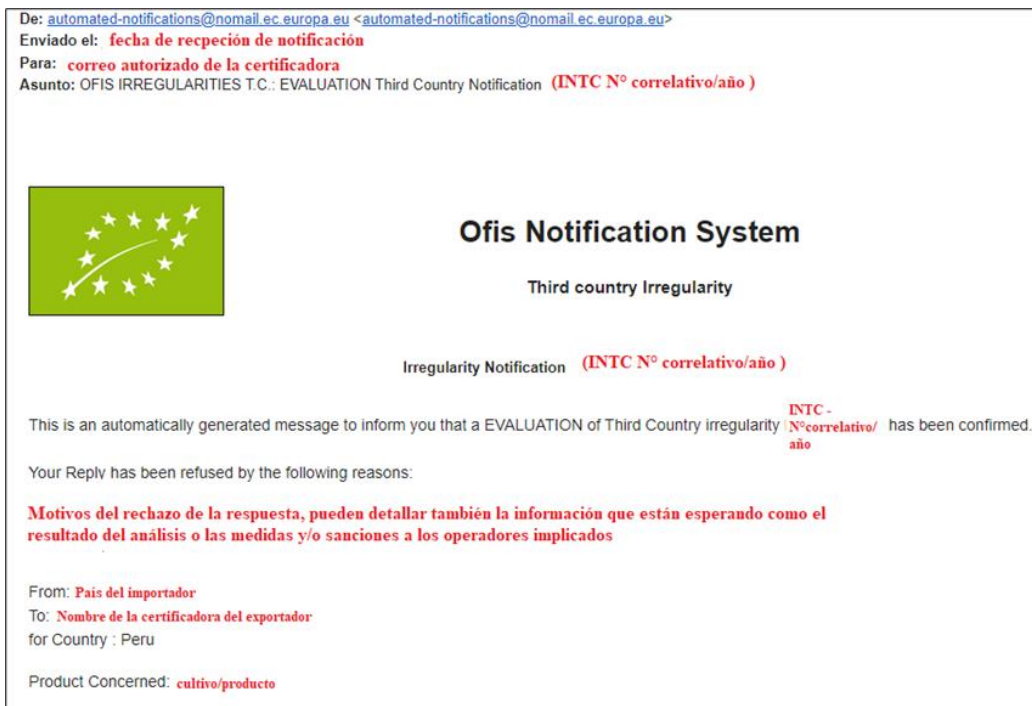 De: automated-notifications@nomail.ec.europa.eu <automated-notifications@nomail.ec.europa.eu>
Enviado el: fecha de recpeción de notificación
Para: correo autorizado de la certificadora
Asunto: OFIS IRREGULARITIES T.C.: EVALUATION Third Country Notification (INTC N° correlativo/año )
Ofis Notification System
Third country Irregularity
Irregularity Notification (INTC N° correlativo/año )
This is an automatically generated message to inform you that a EVALUATION of Third Country irregularity INTC - N°correlativo/ año has been confirmed.
Your Reply has been refused by the following reasons:
Motivos del rechazo de la respuesta, pueden detallar también la información que están esperando como el
resultado del análisis o las medidas y/o sanciones a los operadores implicados
From: País del importador
To: Nombre de la certificadora del exportador
for Country : Peru
Product Concerned: cultivo/producto